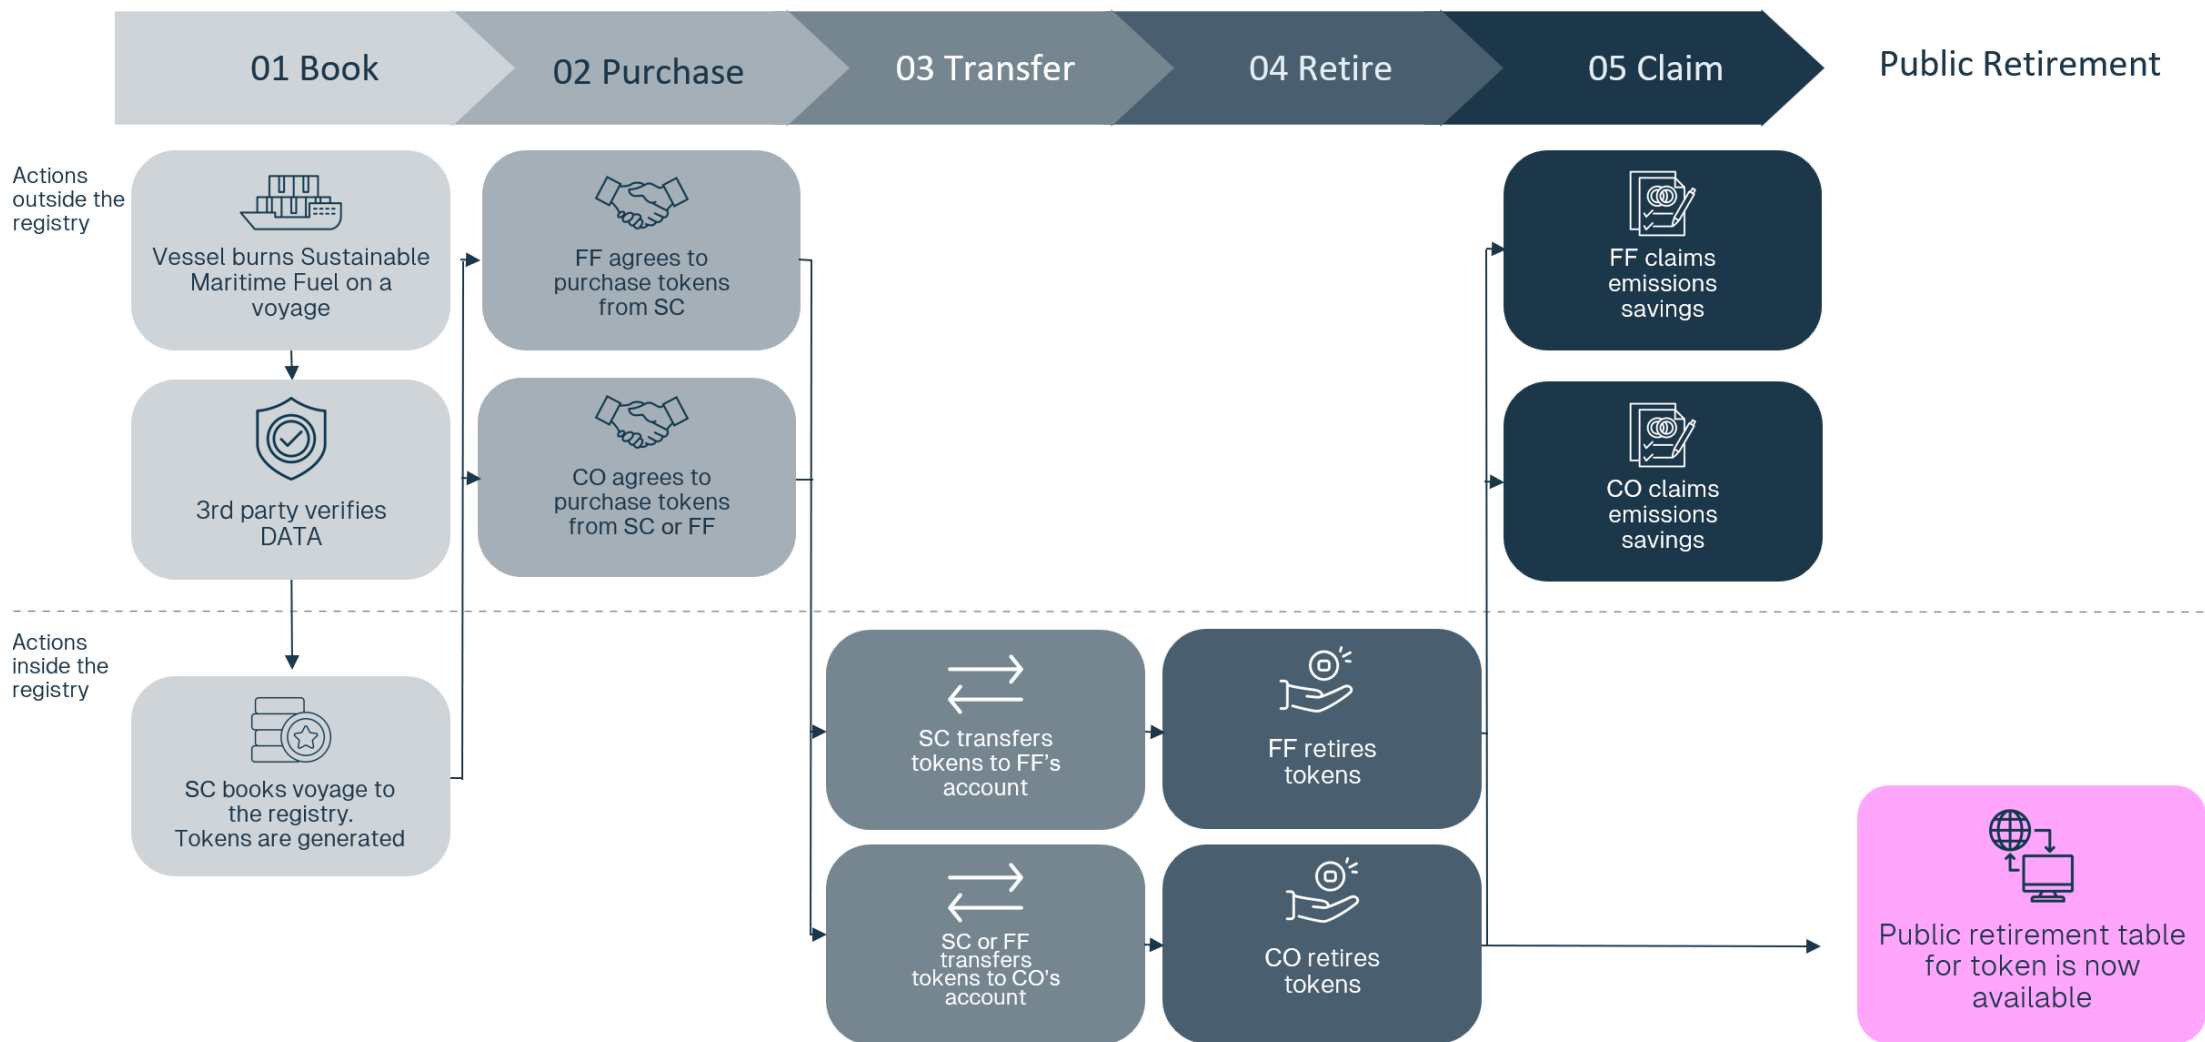 01 Book
02 Purchase
03 Transfer
04 Retire
05 Claim
Public Retirement
Actions
outside the
registry
Vessel burns Sustainable
Maritime Fuel on a
voyage
FF agrees to
purchase tokens
from SC
FF claims
emissions
savings
3rd party verifies
DATA
CO agrees to
purchase tokens
from SC or FF
CO claims
emissions
savings
Actions
inside the
registry
SC books voyage to
the registry.
Tokens are generated
SC transfers
tokens to FF's
account
FF retires
tokens
SC or FF
transfers
tokens to CO's
account
CO retires
tokens
Public retirement table
for token is now
available